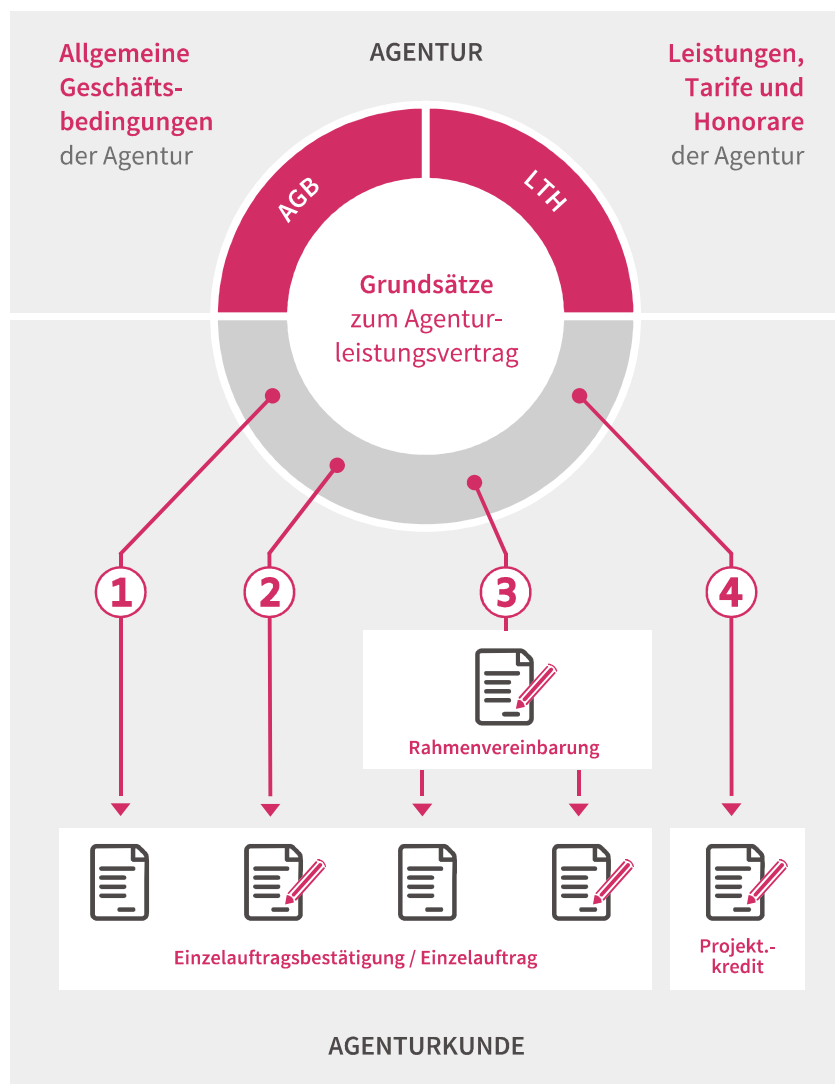 Allgemeine
Geschäfts-
bedingungen
der Agentur
AGENTUR
Leistungen,
Tarife und
Honorare
der Agentur
AGB
LTH
Grundsätze
zum Agentur-
leistungsvertrag
1
2
3
4
Rahmenvereinbarung
Einzelauftragsbestätigung / Einzelauftrag
Projekt.-
kredit
AGENTURKUNDE